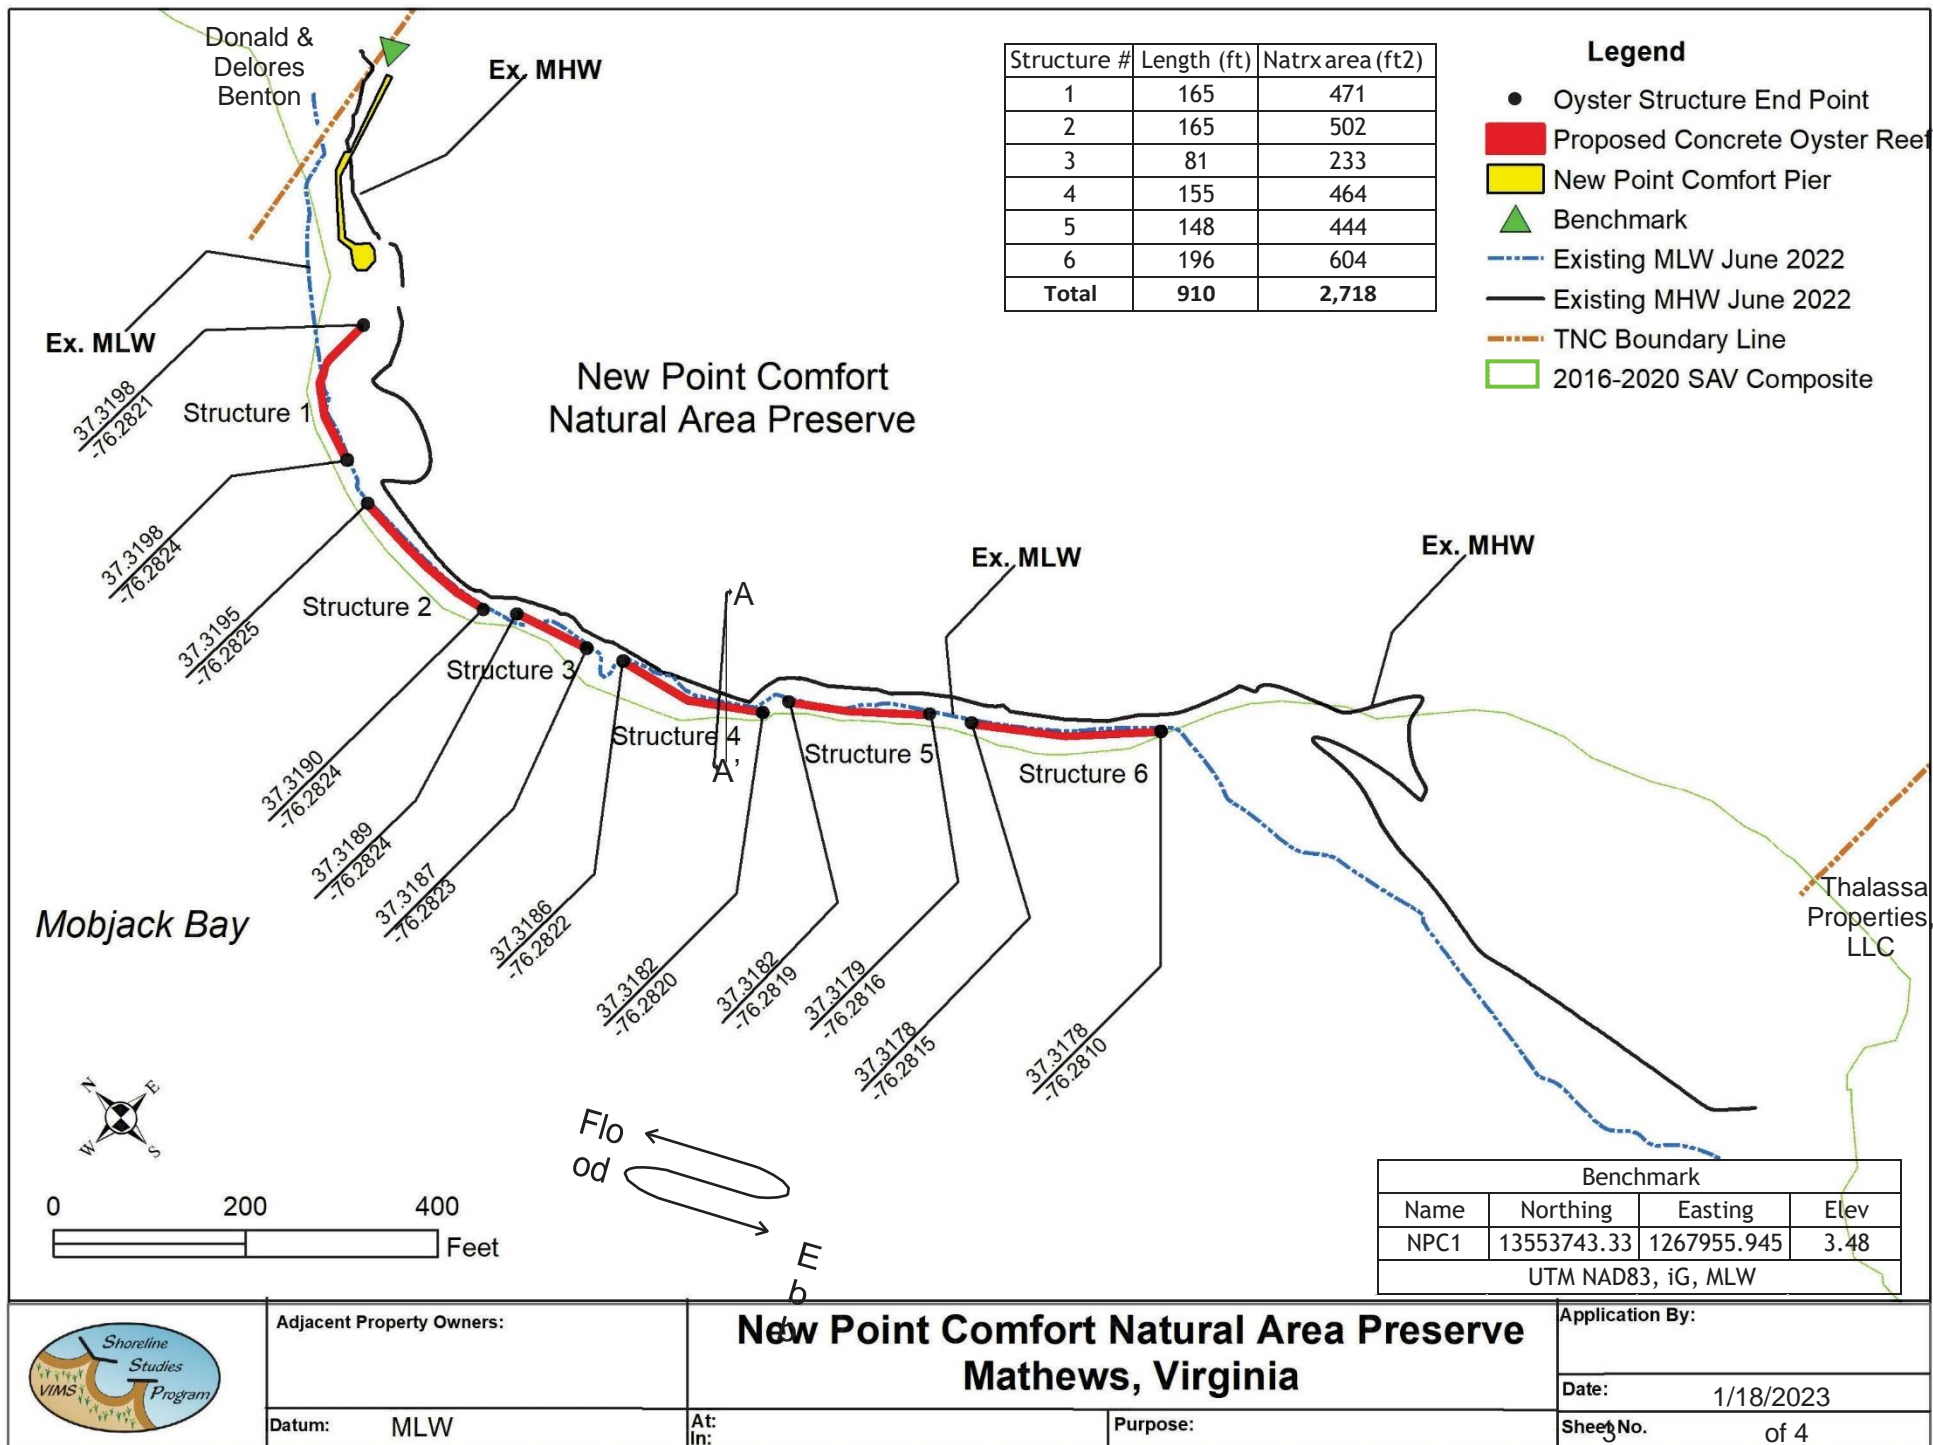 Donald &
Delores
Benton
Ex. MHW
Structure # Length (ft) Natrx area (ft2)
1 165 471
2 165 502
3 81 233
4 155 464
5 148 444
6 196 604
Total 910 2,718
Legend
Oyster Structure End Point
Proposed Concrete Oyster Reef
New Point Comfort Pier
Benchmark
Existing MLW June 2022
Existing MHW June 2022
TNC Boundary Line
2016-2020 SAV Composite
Ex. MLW
New Point Comfort
Natural Area Preserve
37.3198
-76.2821
Structure 1
37.3198
-76.2824
37.3195
-76.2825
Structure 2
Structure 3
A
Structure 4
A'
Ex. MLW
Ex. MHW
Structure 5
Structure 6
37.3190
-76.2824
37.3189
-76.2824
37.3187
-76.2823
37.3186
-76.2822
37.3182
-76.2820
37.3182
-76.2819
37.3179
-76.2816
37.3178
-76.2815
37.3178
-76.2810
Mobjack Bay
Thalassa
Properties,
LLC
N
E
W
S
Flo
od
E
b
b
0 200 400
Feet
Benchmark
Name Northing Easting Elev
NPC1 13553743.33 1267955.945 3.48
UTM NAD83, iG, MLW
Shoreline
Studies
VIMS Program
Adjacent Property Owners:
Datum: MLW
New Point Comfort Natural Area Preserve
Mathews, Virginia
At:
In:
Purpose:
Application By:
Date: 1/18/2023
Sheet No. 3 of 4